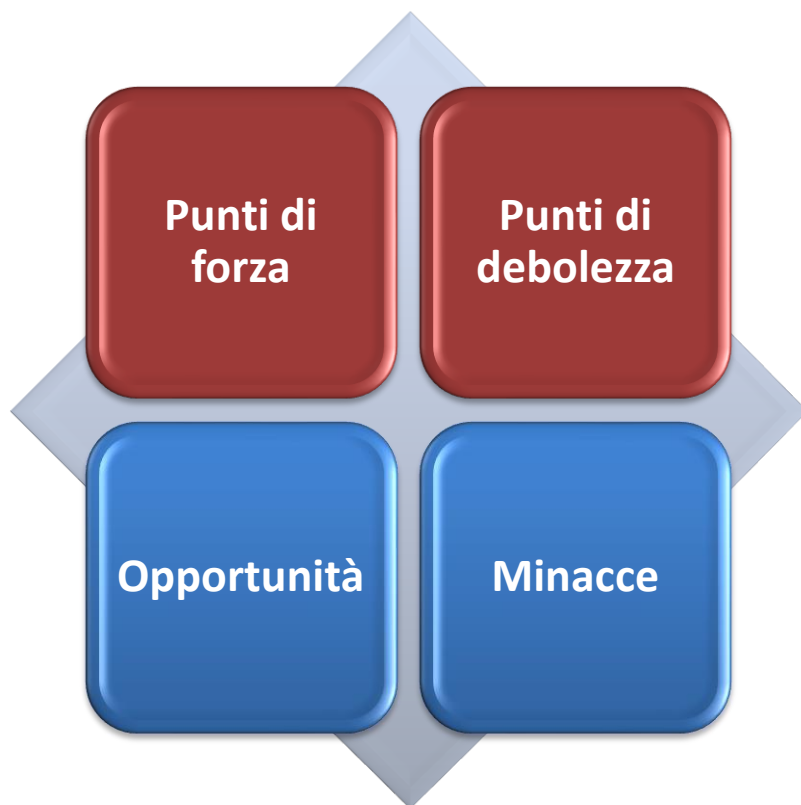 Punti di
forza
Punti di
debolezza
Opportunità
Minacce